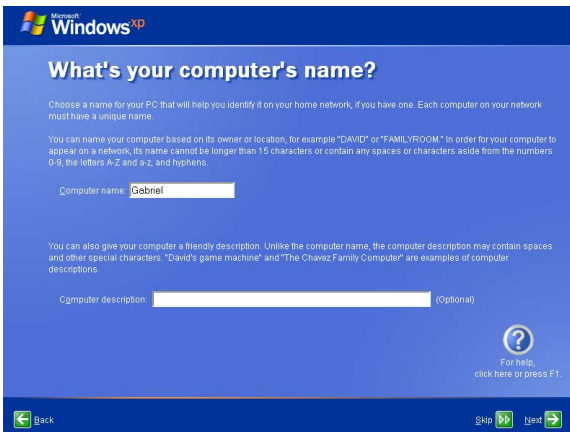 Microsoft
Windows xp
What's your computer's name?
Choose a name for your PC that will help you identify it on your home network, if you have one. Each computer on your network
must have a unique name.
You can name your computer based on its owner or location, for example "DAVID" or "FAMILYROOM." In order for your computer to
appear on a network, its name cannot be longer than 15 characters or contain any spaces or characters aside from the numbers
0-9, the letters A-Z and a-z, and hyphens.
Computer name: Gabriel
You can also give your computer a friendly description. Unlike the computer name, the computer description may contain spaces
and other special characters. "David's game machine" and "The Chavez Family Computer" are examples of computer
descriptions.
Computer description: (Optional)
For help,
click here or press F1.
Back Skip Next